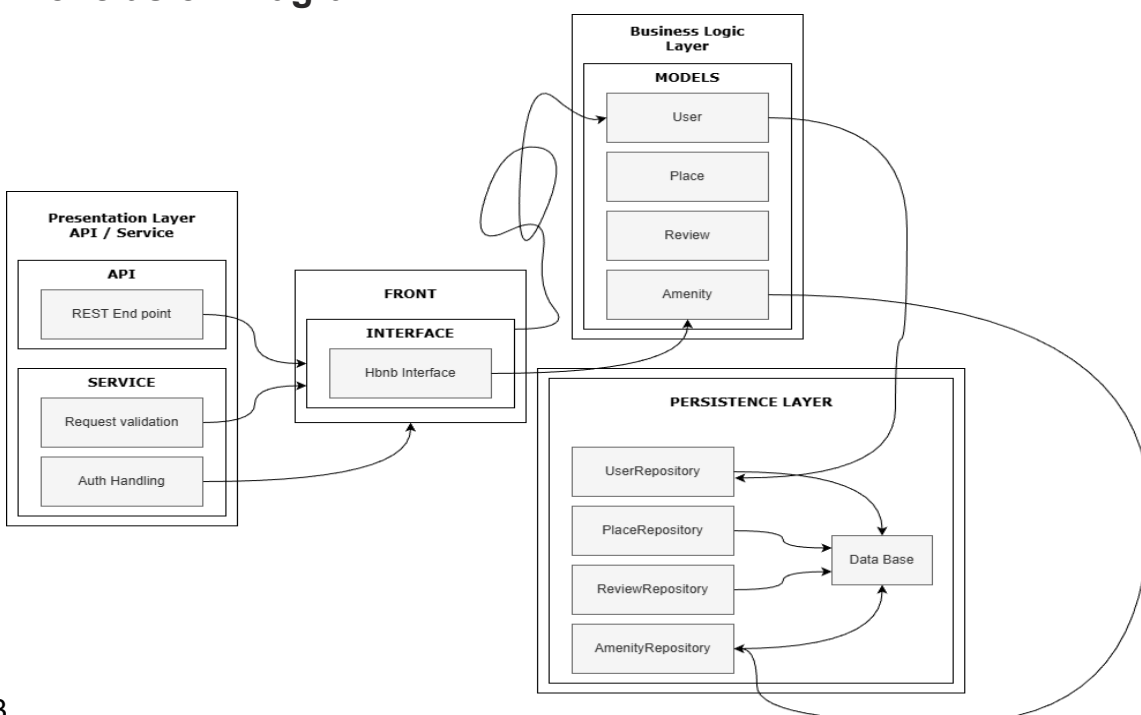 Business Logic
Layer
MODELS
User
Place
Review
Amenity
Presentation Layer
API / Service
API
REST End point
SERVICE
Request validation
Auth Handling
FRONT
INTERFACE
Hbnb Interface
PERSISTENCE LAYER
UserRepository
PlaceRepository
ReviewRepository
AmenityRepository
Data Base